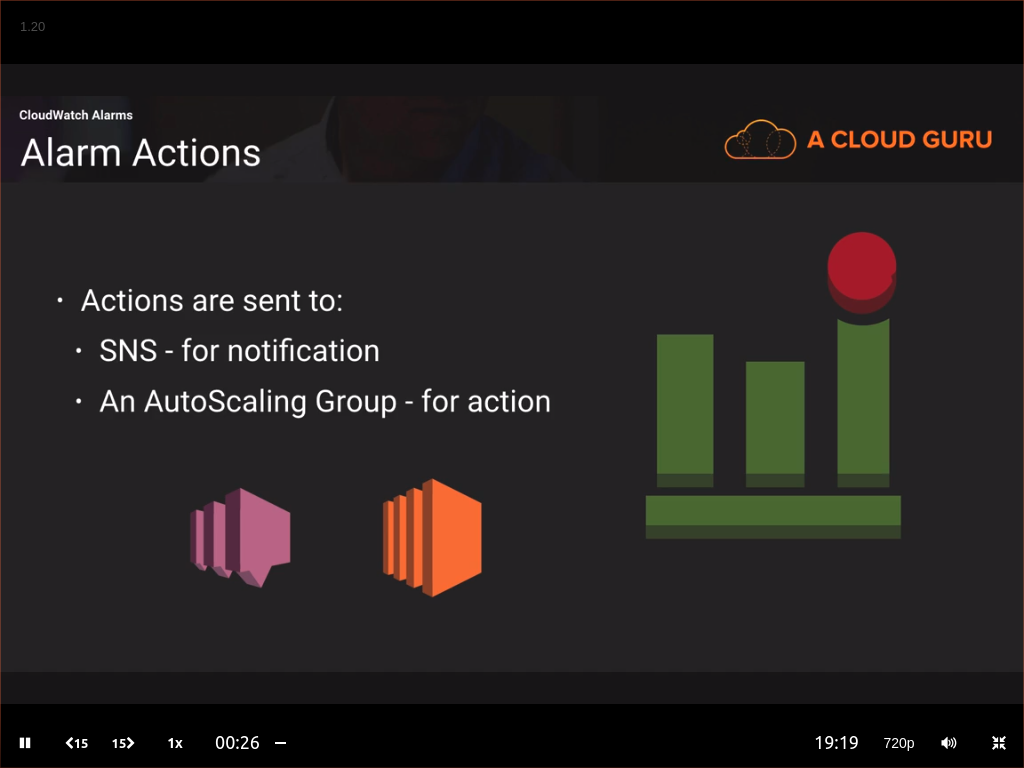 1.20
CloudWatch Alarms
Alarm Actions
A CLOUD GURU
• Actions are sent to:
• SNS - for notification
• An AutoScaling Group - for action
15 15 1x 00:26 19:19 720p